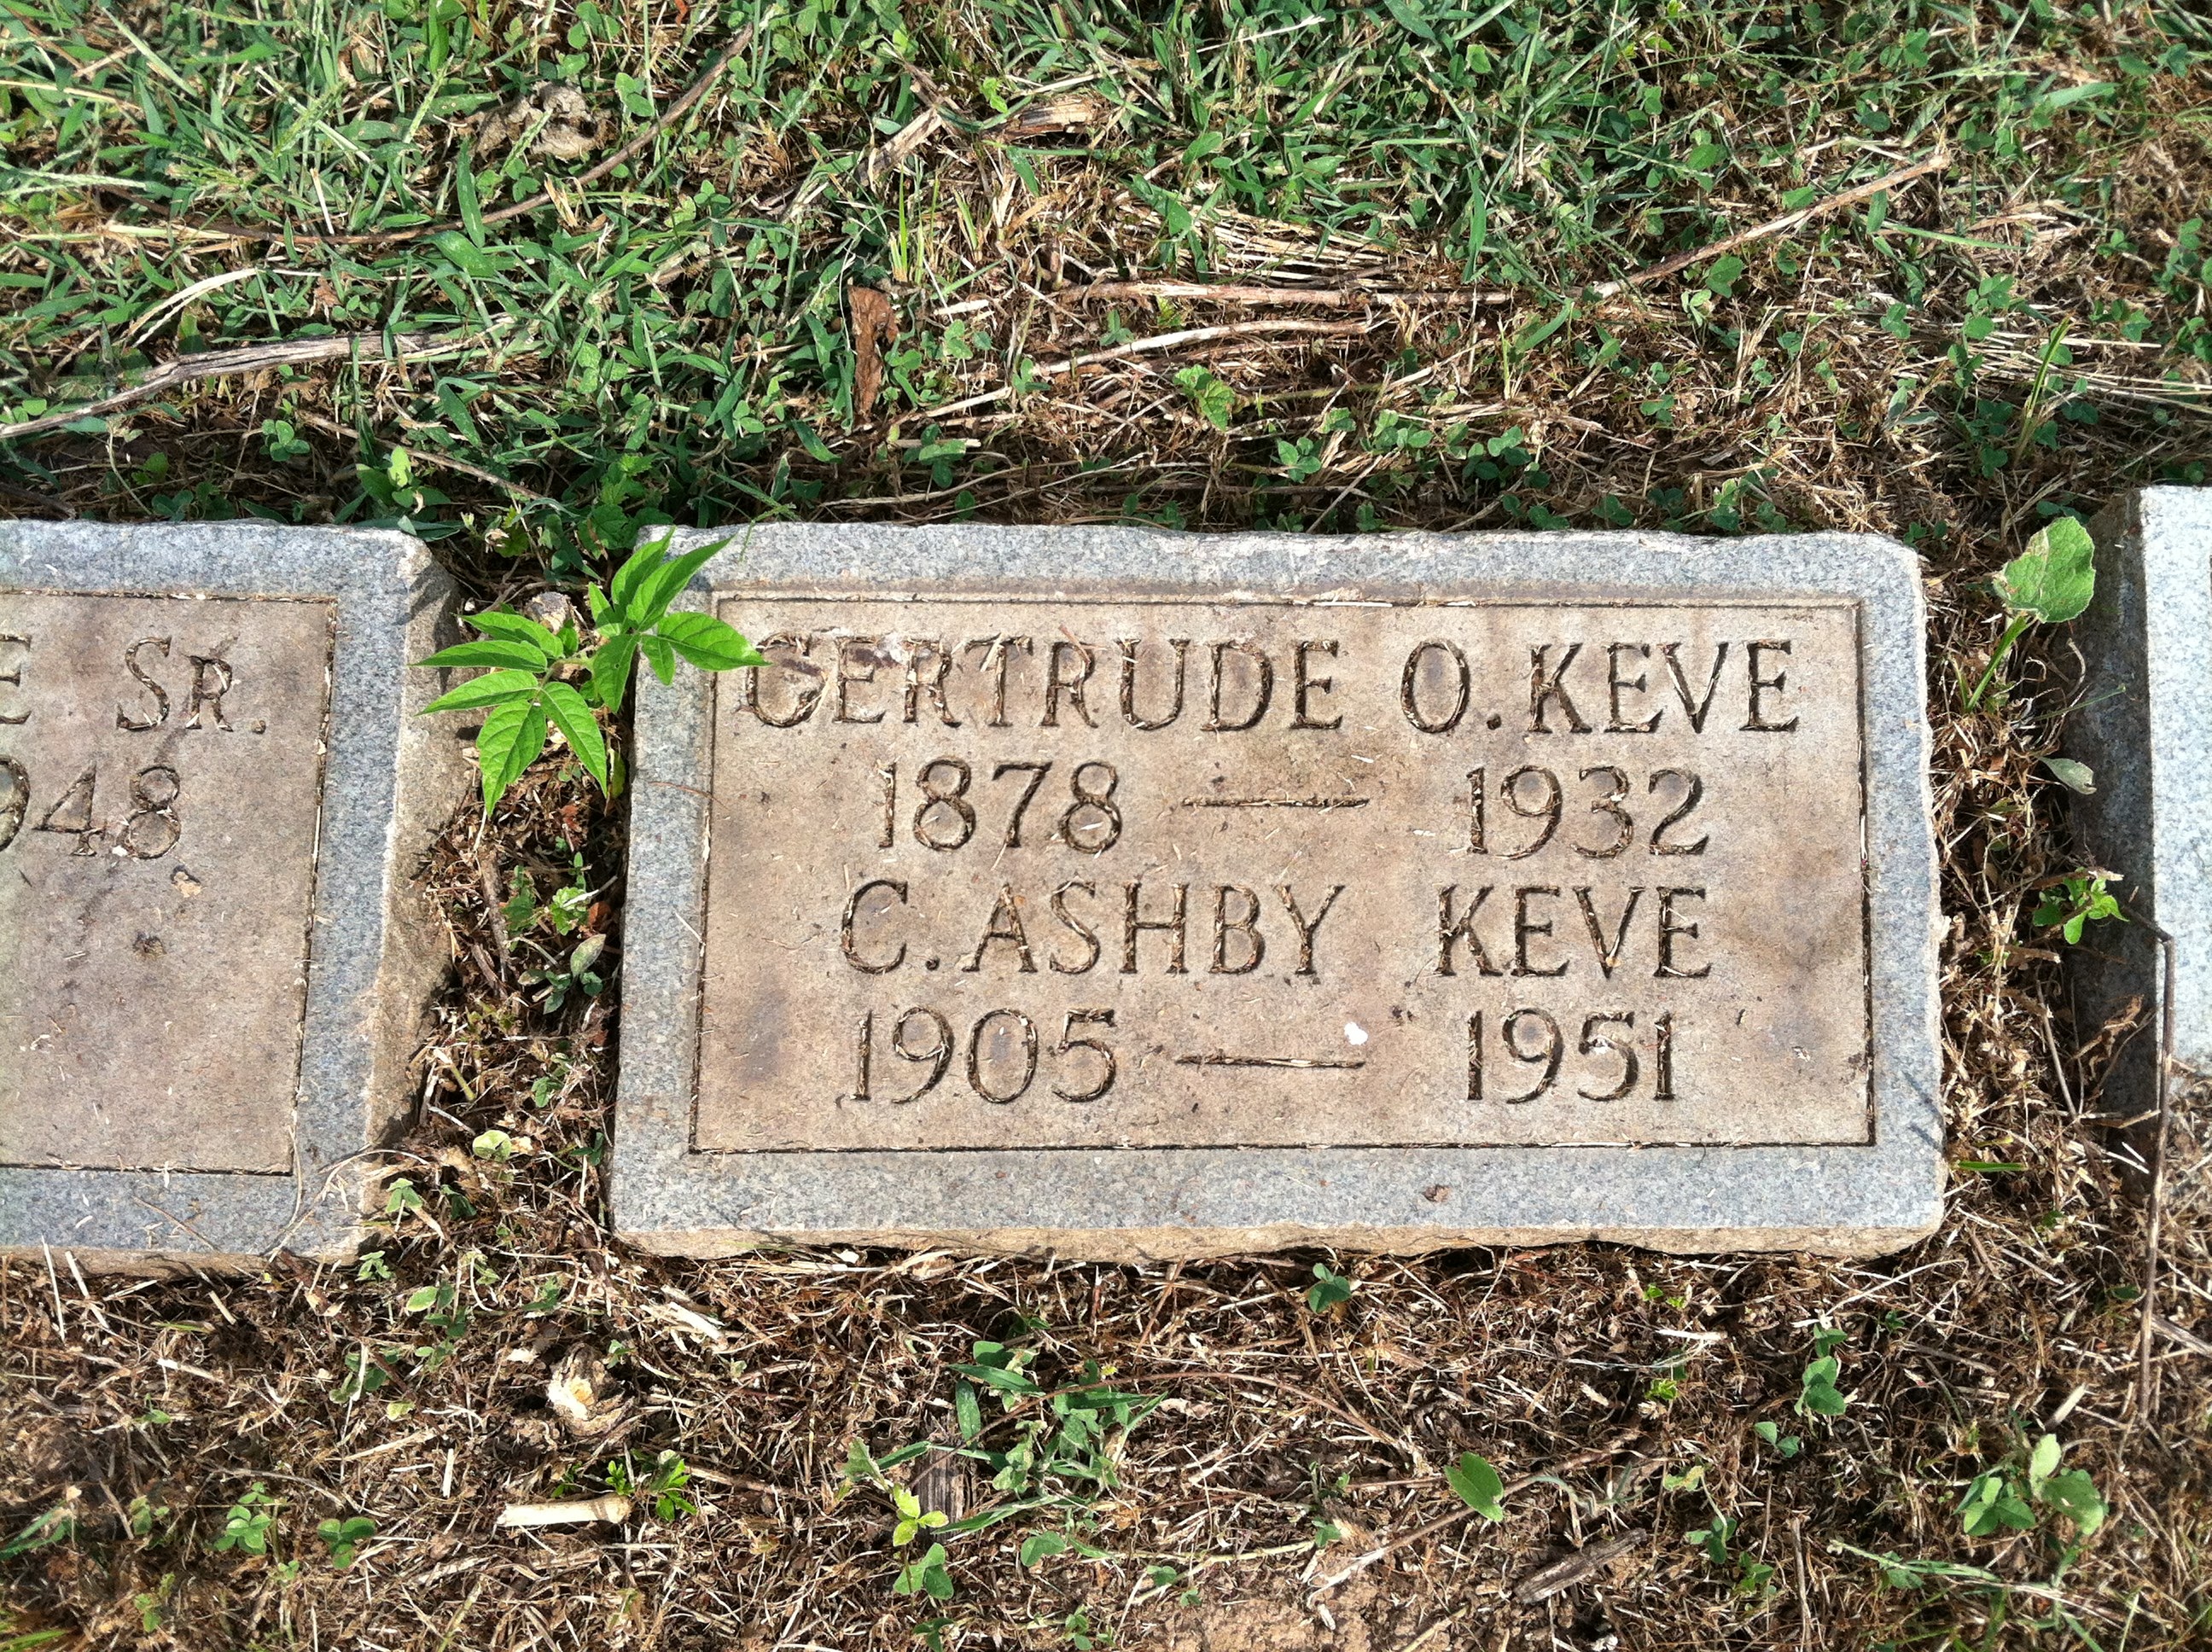 SR.
948
GERTRUDE O. KEVE
1878 — 1932
C. ASHBY KEVE
1905 — 1951